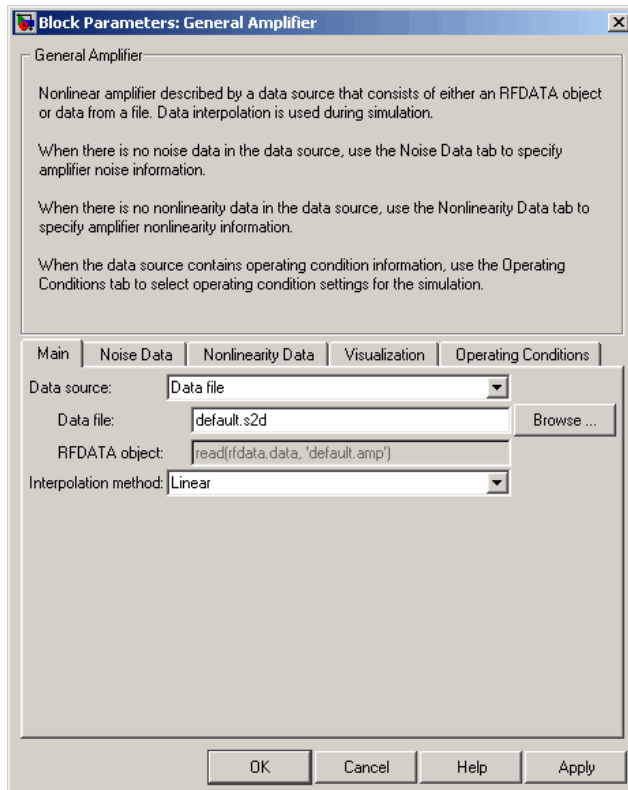 Block Parameters: General Amplifier
General Amplifier
Nonlinear amplifier described by a data source that consists of either an RFDATA object
or data from a file. Data interpolation is used during simulation.
When there is no noise data in the data source, use the Noise Data tab to specify
amplifier noise information.
When there is no nonlinearity data in the data source, use the Nonlinearity Data tab to
specify amplifier nonlinearity information.
When the data source contains operating condition information, use the Operating
Conditions tab to select operating condition settings for the simulation.
Main Noise Data Nonlinearity Data Visualization Operating Conditions
Data source: Data file
Data file: default.s2d Browse ...
RFDATA object: read(rfdata.data, 'default.amp')
Interpolation method: Linear
OK Cancel Help Apply